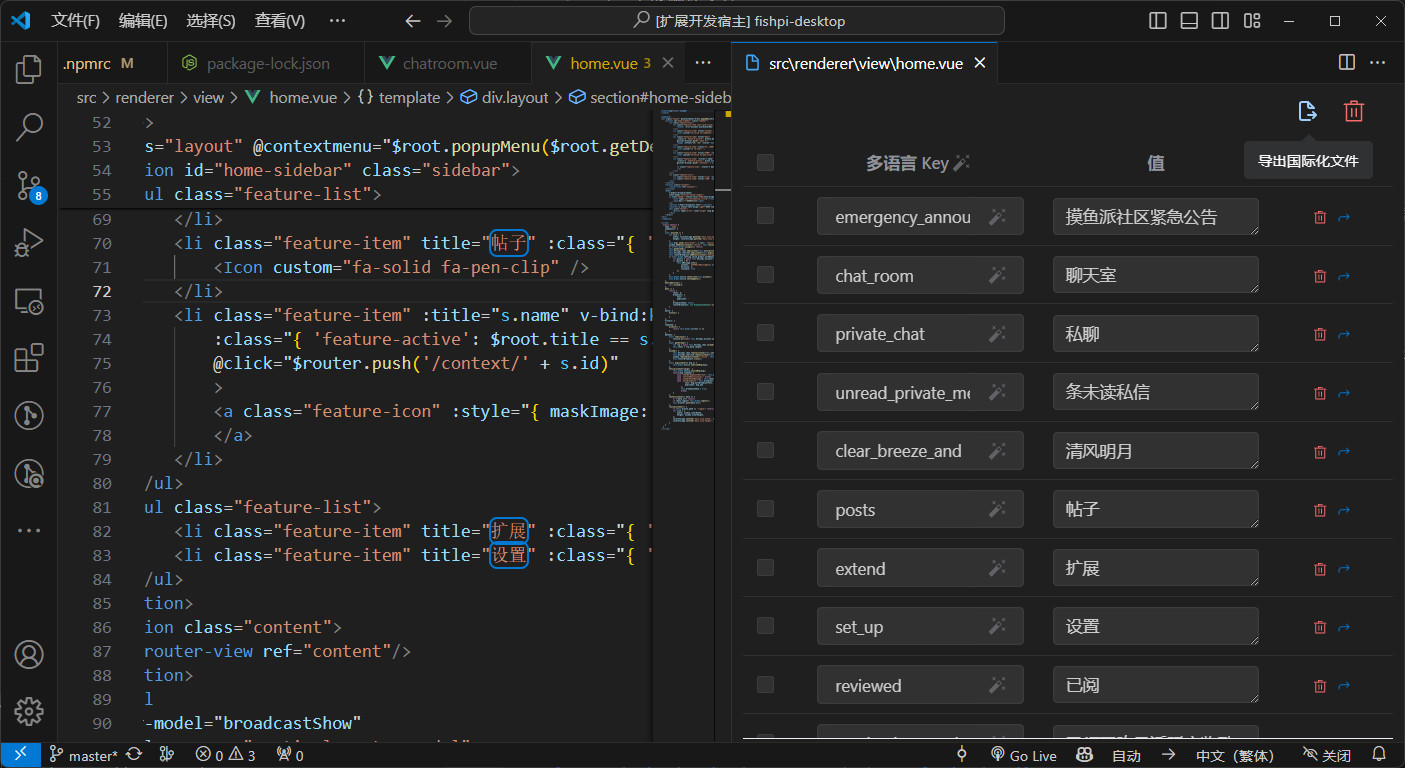 文件(F) 编辑(E) 选择(S) 查看(V) ··· [扩展开发宿主] fishpi-desktop
.npmrc M package-lock.json chatroom.vue home.vue 3 ···
src\renderer\view\home.vue
src > renderer > view > home.vue > {} template > div.layout > section#home-sideb
52 >
53 s="layout" @contextmenu="$root.popupMenu($root.getDe
54 ion id="home-sidebar" class="sidebar">
55 ul class="feature-list">
69 </li>
70 <li class="feature-item" title="帖子" :class="{ '
71 <Icon custom="fa-solid fa-pen-clip" />
72 </li>
73 <li class="feature-item" :title="s.name" v-bind:k
74 :class="{ 'feature-active': $root.title == s.
75 @click="$router.push('/context/' + s.id)"
76 >
77 <a class="feature-icon" :style="{ maskImage:
78 </a>
79 </li>
80 /ul>
81 ul class="feature-list">
82 <li class="feature-item" title="扩展" :class="{ '
83 <li class="feature-item" title="设置" :class="{ '
84 /ul>
85 tion>
86 ion class="content">
87 router-view ref="content"/>
88 tion>
89 l
90 -model="broadcastShow"
导出国际化文件
多语言 Key 值
emergency_annou 摸鱼派社区紧急公告
chat_room 聊天室
private_chat 私聊
unread_private_me 条未读私信
clear_breeze_and 清风明月
posts 帖子
extend 扩展
set_up 设置
reviewed 已阅
8
master* 0 3 0 Go Live 自动 中文（繁体） 关闭